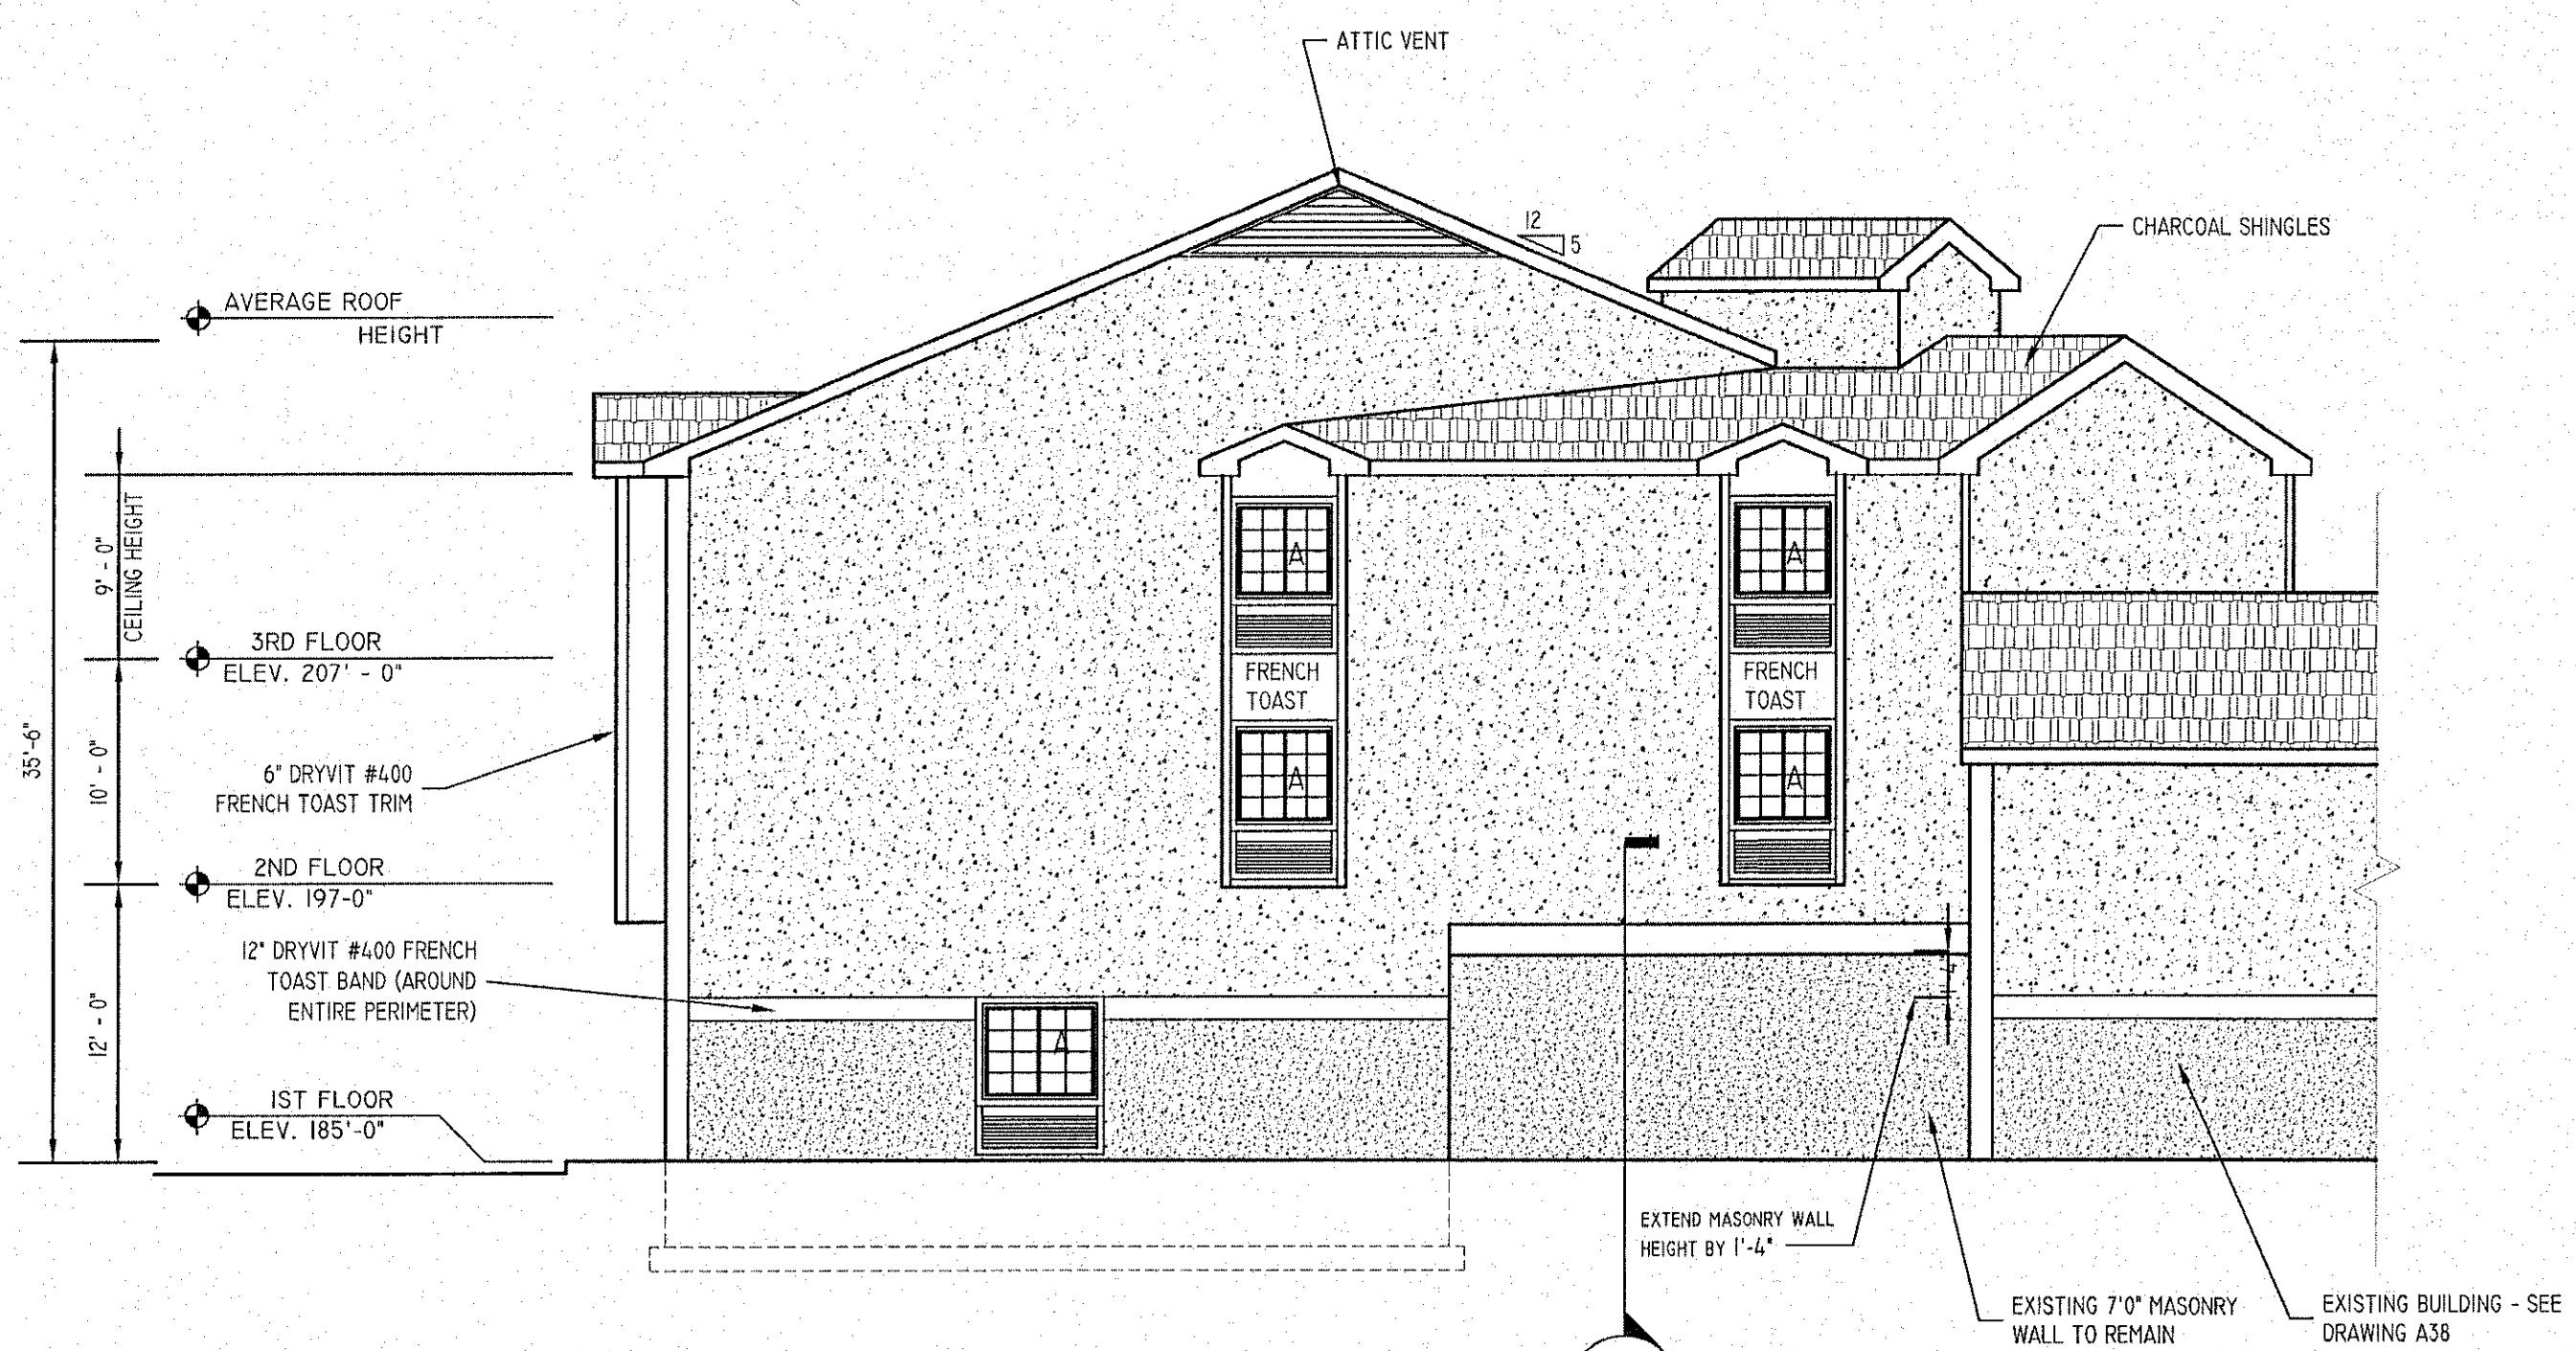 ATTIC VENT
12
5
CHARCOAL SHINGLES
AVERAGE ROOF
HEIGHT
9" - 0"
CEILING HEIGHT
3RD FLOOR
ELEV. 207' - 0"
35'-6"
10' - 0"
6" DRYVIT #400
FRENCH TOAST TRIM
2ND FLOOR
ELEV. 197-0"
12" DRYVIT #400 FRENCH
TOAST BAND (AROUND
ENTIRE PERIMETER)
12' - 0"
1ST FLOOR
ELEV. 185'-0"
A
A
FRENCH
TOAST
FRENCH
TOAST
A
A
A
EXTEND MASONRY WALL
HEIGHT BY 1'-4"
EXISTING 7'0" MASONRY
WALL TO REMAIN
EXISTING BUILDING - SEE
DRAWING A38